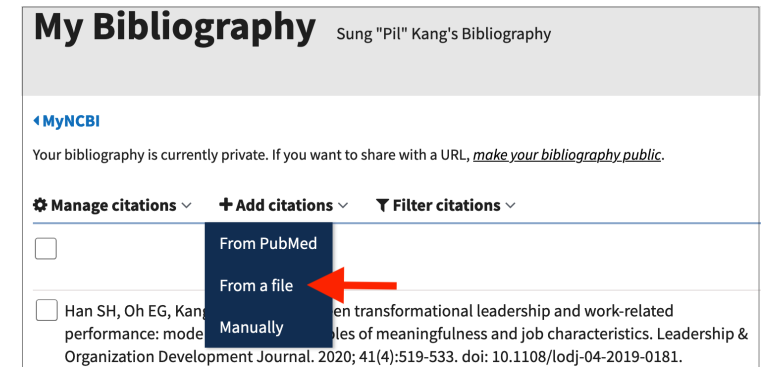 My Bibliography Sung "Pil" Kang's Bibliography
MyNCBI
Your bibliography is currently private. If you want to share with a URL, make your bibliography public.
Manage citations Add citations Filter citations
From PubMed
From a file
Manually
Han SH, Oh EG, Kang en transformational leadership and work-related
performance: mode les of meaningfulness and job characteristics. Leadership &
Organization Development Journal. 2020; 41(4):519-533. doi: 10.1108/lodj-04-2019-0181.